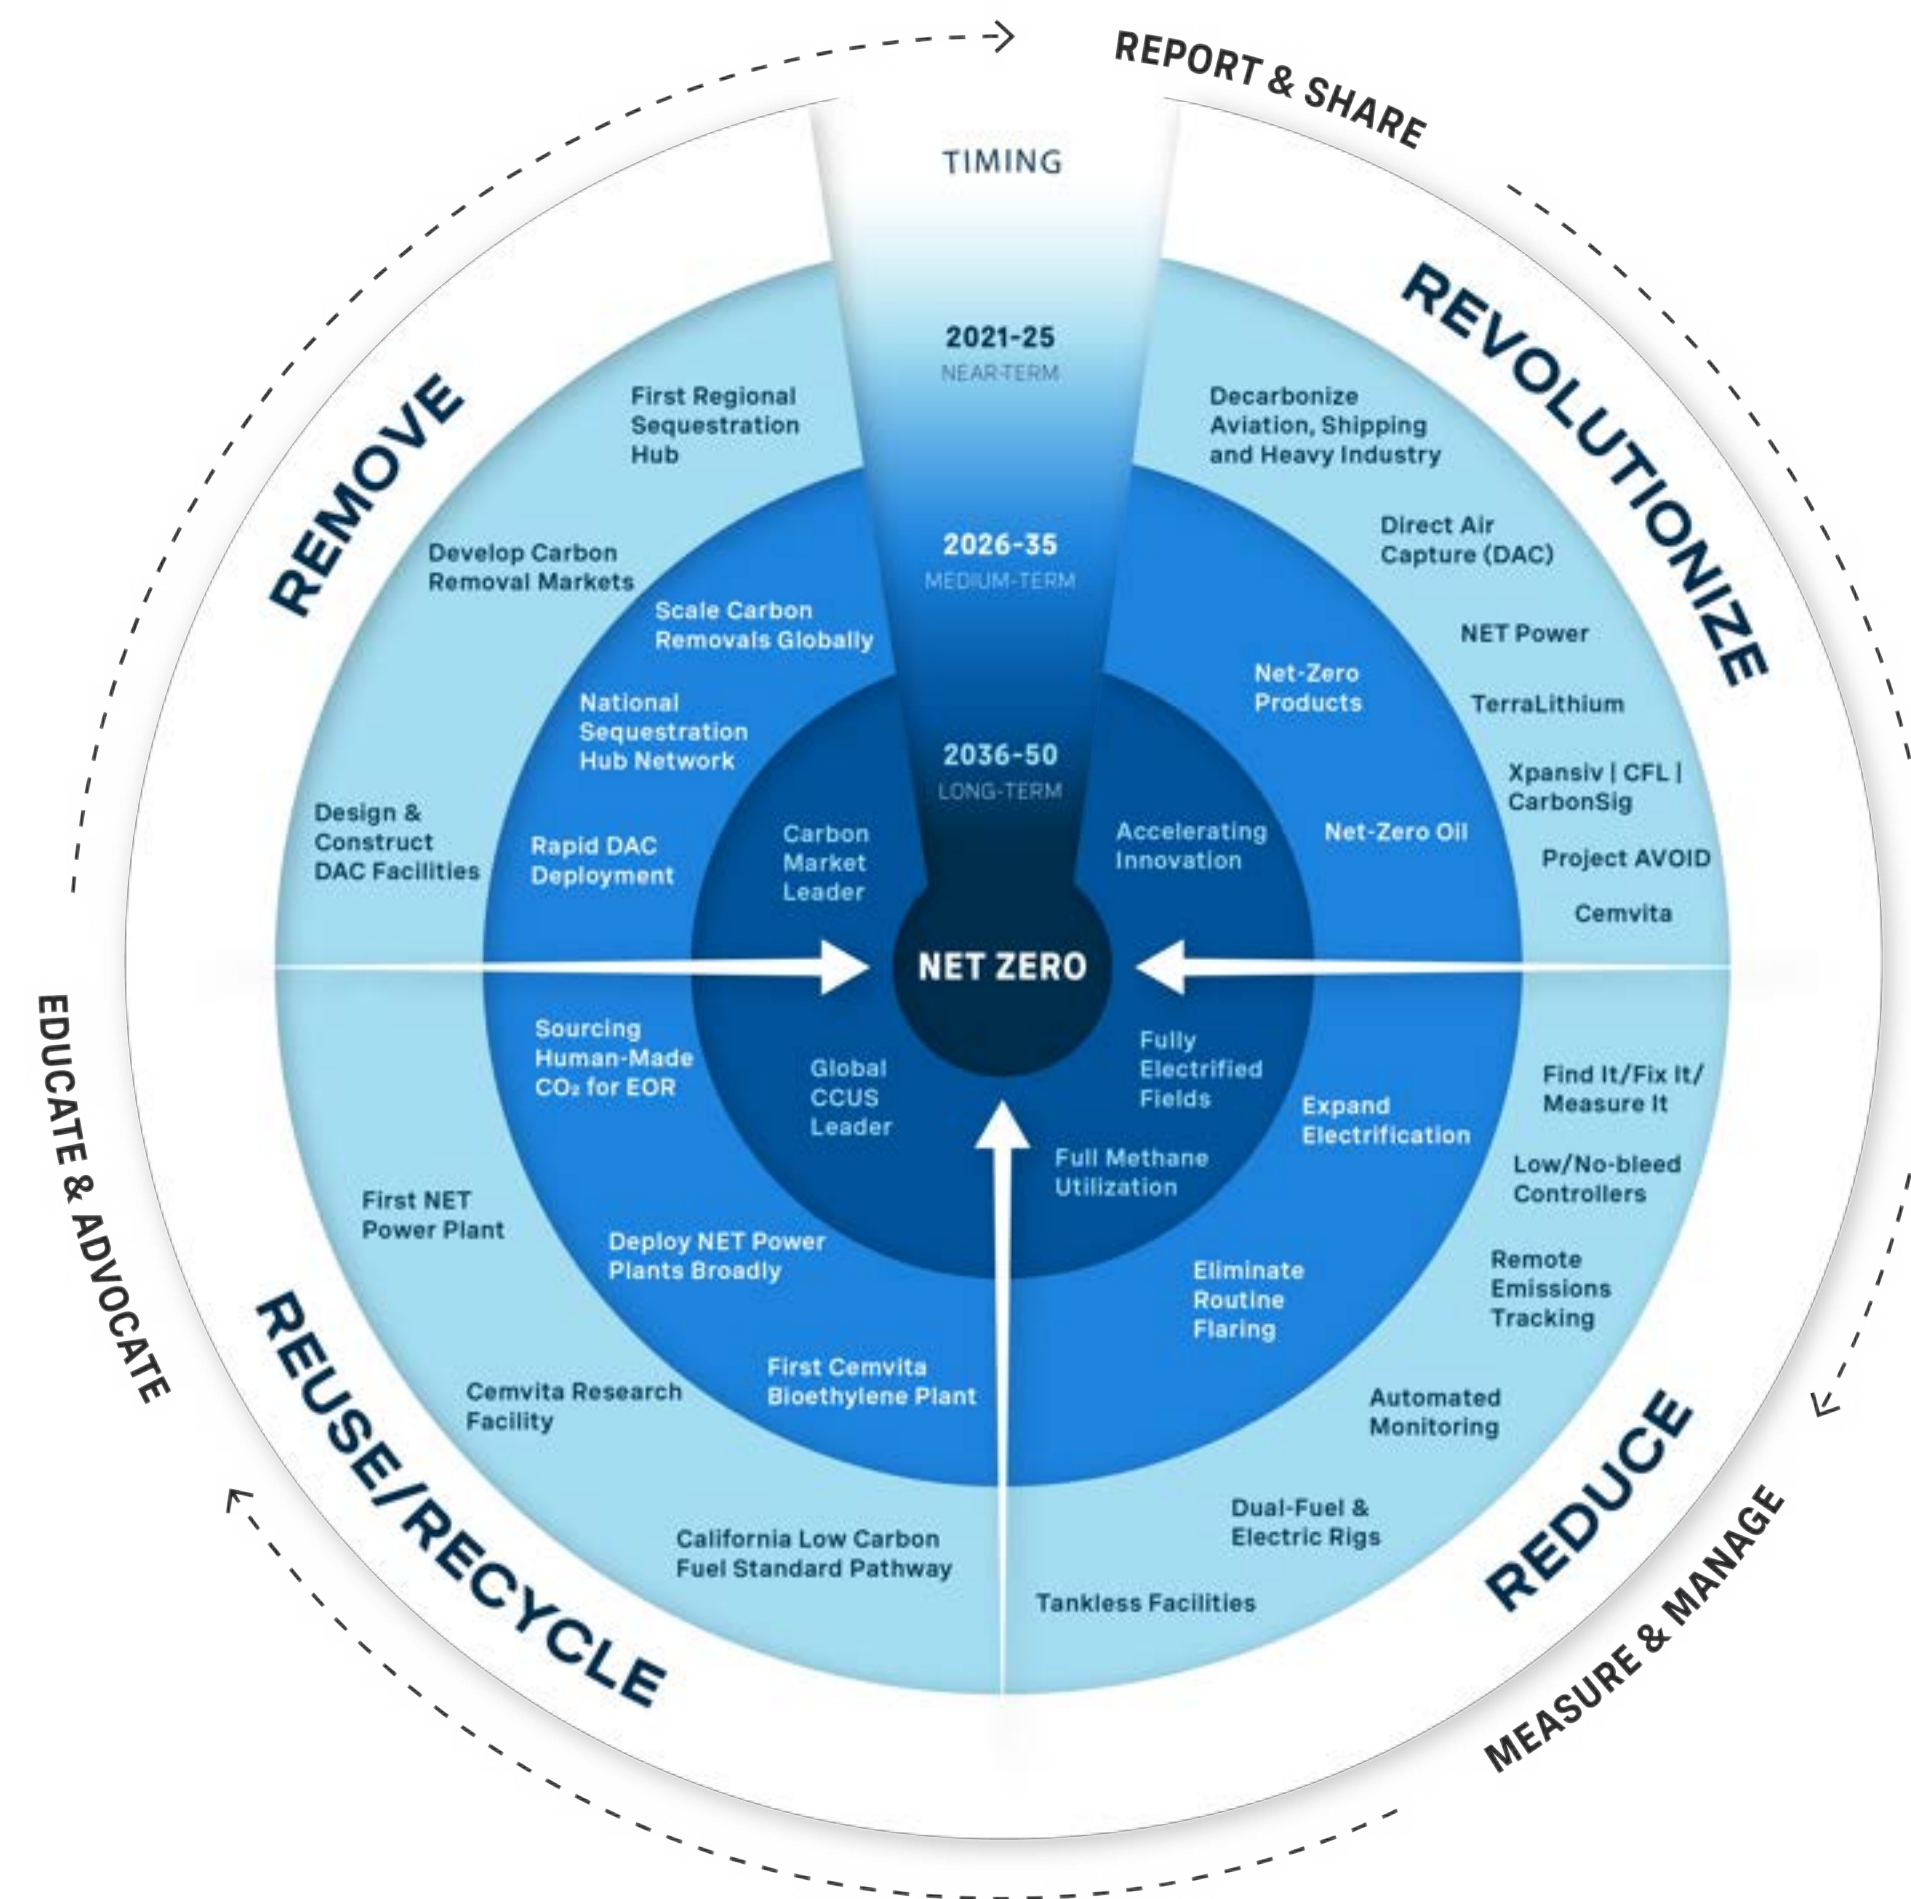 REPORT & SHARE
TIMING
2021-25
NEAR-TERM
2026-35
MEDIUM-TERM
2036-50
LONG-TERM
NET ZERO
REVOLUTIONIZE
Decarbonize
Aviation, Shipping
and Heavy Industry
Direct Air
Capture (DAC)
NET Power
TerraLithium
Xpansiv | CFL |
CarbonSig
Project AVOID
Cemvita
Net-Zero
Products
Net-Zero Oil
Accelerating
Innovation
REDUCE
Find It/Fix It/
Measure It
Low/No-bleed
Controllers
Remote
Emissions
Tracking
Automated
Monitoring
Dual-Fuel &
Electric Rigs
Tankless Facilities
Expand
Electrification
Eliminate
Routine
Flaring
Fully
Electrified
Fields
Full Methane
Utilization
MEASURE & MANAGE
REUSE/RECYCLE
First NET
Power Plant
Cemvita Research
Facility
California Low Carbon
Fuel Standard Pathway
Sourcing
Human-Made
CO₂ for EOR
Deploy NET Power
Plants Broadly
First Cemvita
Bioethylene Plant
Global
CCUS
Leader
EDUCATE & ADVOCATE
REMOVE
First Regional
Sequestration
Hub
Develop Carbon
Removal Markets
Design &
Construct
DAC Facilities
Scale Carbon
Removals Globally
National
Sequestration
Hub Network
Rapid DAC
Deployment
Carbon
Market
Leader